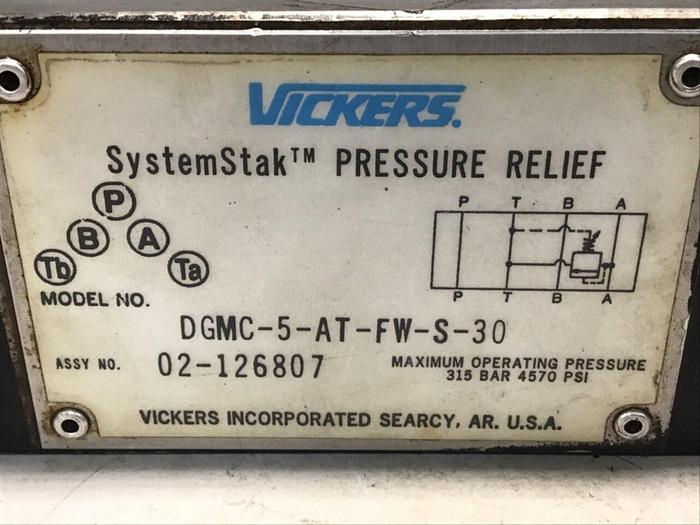 VICKERS.
SystemStak™ PRESSURE RELIEF
P
B A
Tb Ta
P T B A
P T B A
MODEL NO.
DGMC-5-AT-FW-S-30
ASSY NO. 02-126807
MAXIMUM OPERATING PRESSURE
315 BAR 4570 PSI
VICKERS INCORPORATED SEARCY, AR. U.S.A.